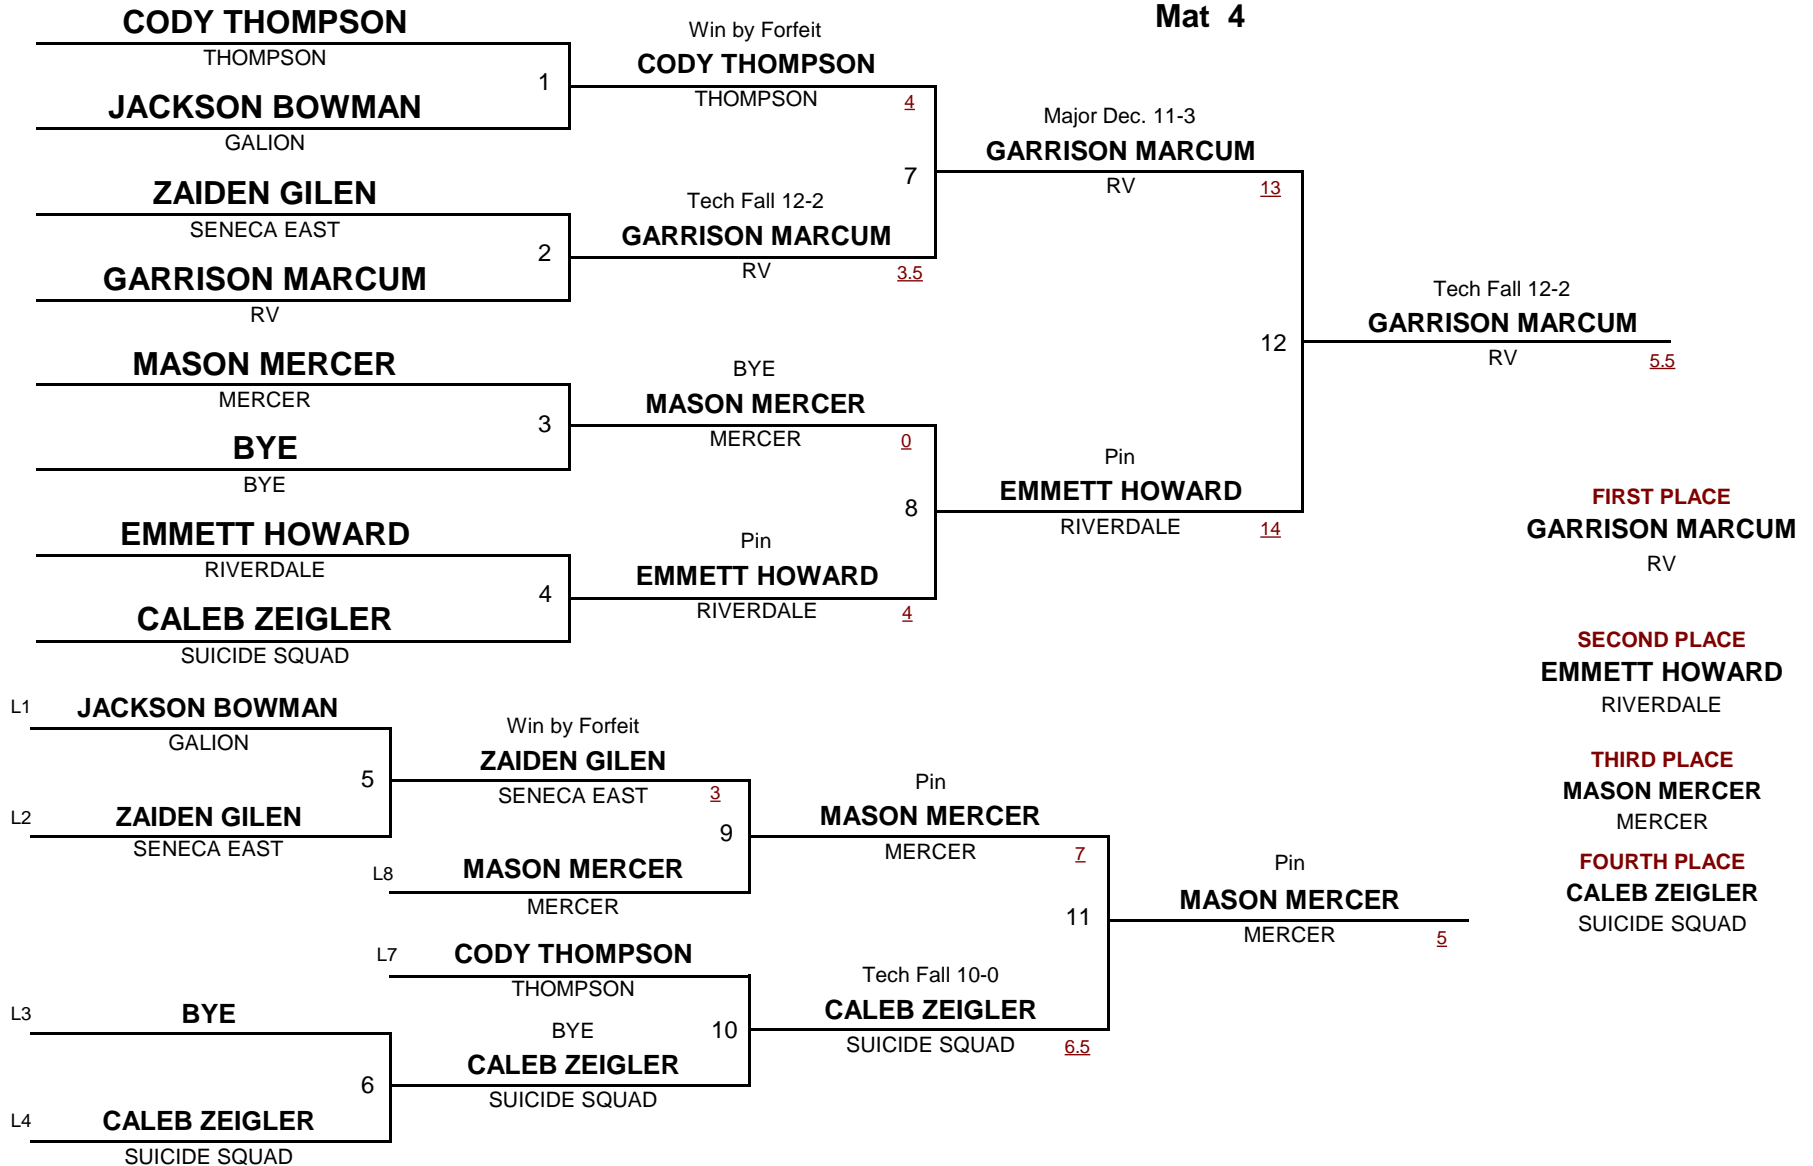 Mat 4
CODY THOMPSON
THOMPSON
1
JACKSON BOWMAN
GALION
ZAIDEN GILEN
SENECA EAST
2
GARRISON MARCUM
RV
MASON MERCER
MERCER
3
BYE
BYE
EMMETT HOWARD
RIVERDALE
4
CALEB ZEIGLER
SUICIDE SQUAD
Win by Forfeit
CODY THOMPSON
THOMPSON 4
7
Tech Fall 12-2
GARRISON MARCUM
RV 3.5
BYE
MASON MERCER
MERCER 0
8
Pin
EMMETT HOWARD
RIVERDALE 4
Major Dec. 11-3
GARRISON MARCUM
RV 13
12
Pin
EMMETT HOWARD
RIVERDALE 14
Tech Fall 12-2
GARRISON MARCUM
RV 5.5
FIRST PLACE
GARRISON MARCUM
RV
SECOND PLACE
EMMETT HOWARD
RIVERDALE
THIRD PLACE
MASON MERCER
MERCER
FOURTH PLACE
CALEB ZEIGLER
SUICIDE SQUAD
L1 JACKSON BOWMAN
GALION
5
L2 ZAIDEN GILEN
SENECA EAST
L3 BYE
6
L4 CALEB ZEIGLER
SUICIDE SQUAD
Win by Forfeit
ZAIDEN GILEN
SENECA EAST 3
9
L8 MASON MERCER
MERCER
L7 CODY THOMPSON
THOMPSON
BYE 10
CALEB ZEIGLER
SUICIDE SQUAD
Pin
MASON MERCER
MERCER 7
11
Tech Fall 10-0
CALEB ZEIGLER
SUICIDE SQUAD 6.5
Pin
MASON MERCER
MERCER 5